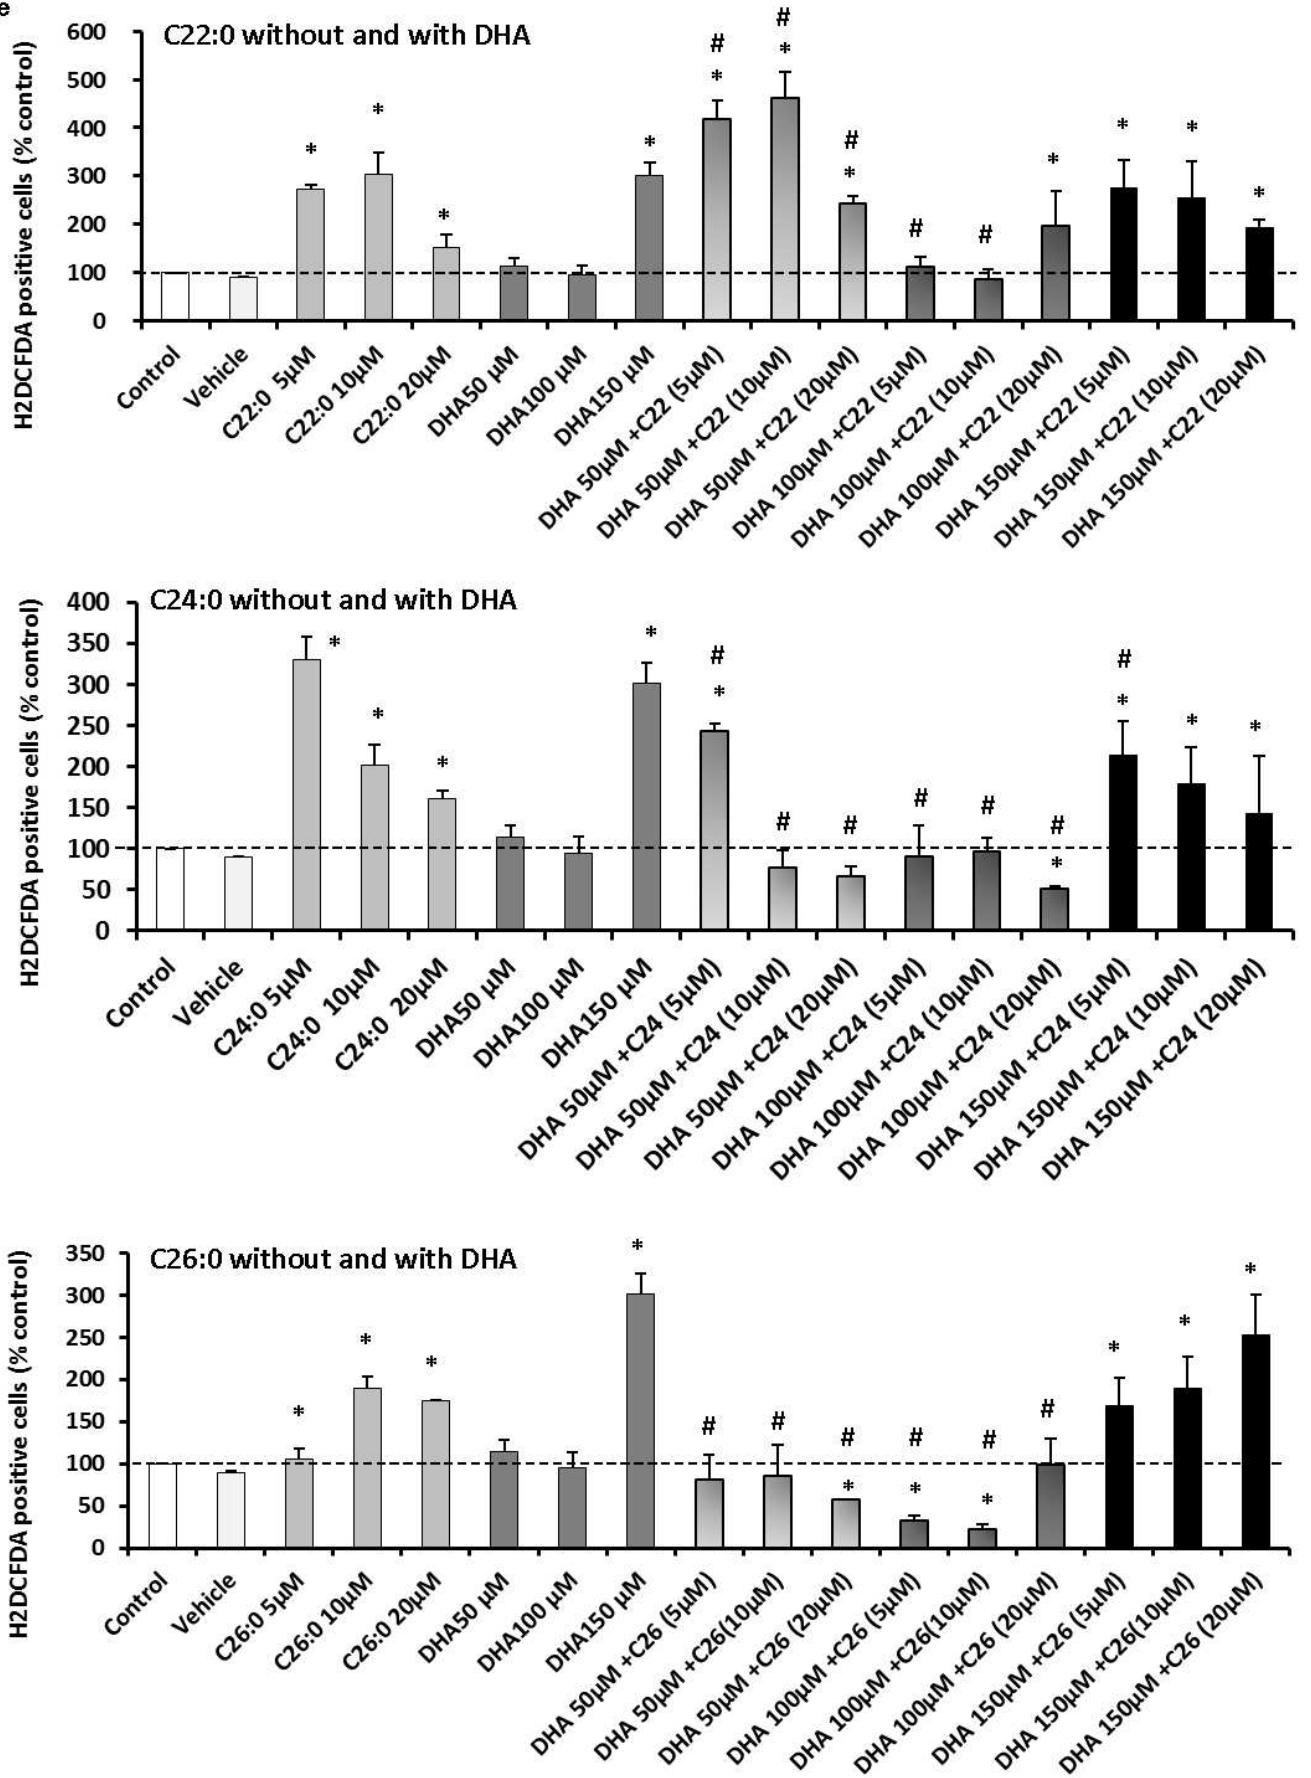 e
C22:0 without and with DHA
H2DCFDA positive cells (% control)
600
500
400
300
200
100
0
# #
* *
* * * * # * # # * * * *
Control
Vehicle
C22:0 5µM
C22:0 10µM
C22:0 20µM
DHA50 µM
DHA100 µM
DHA150 µM
DHA 50µM +C22 (5µM)
DHA 50µM +C22 (10µM)
DHA 50µM +C22 (20µM)
DHA 100µM +C22 (5µM)
DHA 100µM +C22 (10µM)
DHA 100µM +C22 (20µM)
DHA 150µM +C22 (5µM)
DHA 150µM +C22 (10µM)
DHA 150µM +C22 (20µM)
C24:0 without and with DHA
H2DCFDA positive cells (% control)
400
350
300
250
200
150
100
50
0
* * * * # * # # # # # * # * * *
Control
Vehicle
C24:0 5µM
C24:0 10µM
C24:0 20µM
DHA50 µM
DHA100 µM
DHA150 µM
DHA 50µM +C24 (5µM)
DHA 50µM +C24 (10µM)
DHA 50µM +C24 (20µM)
DHA 100µM +C24 (5µM)
DHA 100µM +C24 (10µM)
DHA 100µM +C24 (20µM)
DHA 150µM +C24 (5µM)
DHA 150µM +C24 (10µM)
DHA 150µM +C24 (20µM)
C26:0 without and with DHA
H2DCFDA positive cells (% control)
350
300
250
200
150
100
50
0
* * * * # # # * # * # * # * * *
Control
Vehicle
C26:0 5µM
C26:0 10µM
C26:0 20µM
DHA50 µM
DHA100 µM
DHA150 µM
DHA 50µM +C26 (5µM)
DHA 50µM +C26(10µM)
DHA 50µM +C26 (20µM)
DHA 100µM +C26 (5µM)
DHA 100µM +C26(10µM)
DHA 100µM +C26 (20µM)
DHA 150µM +C26 (5µM)
DHA 150µM +C26(10µM)
DHA 150µM +C26 (20µM)